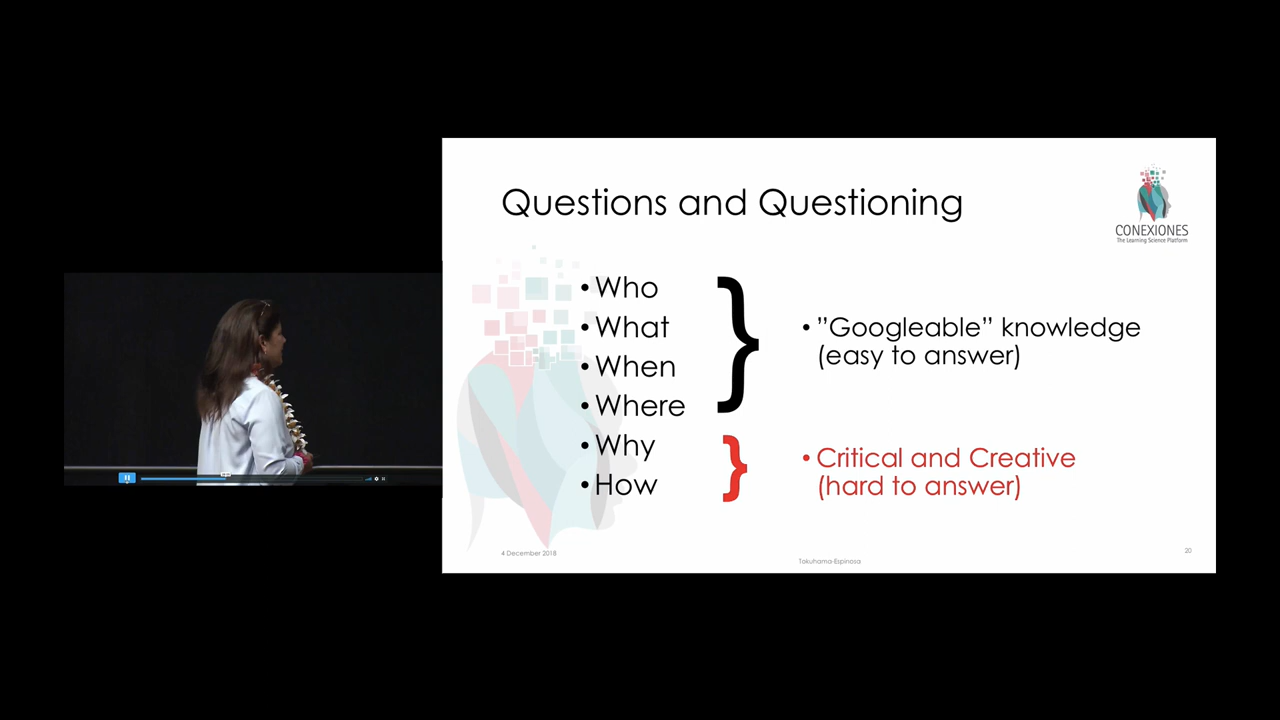 Questions and Questioning
CONEXIONES
The Learning Science Platform
• Who
• What
• When
• Where
• Why
• How
• ”Googleable” knowledge
(easy to answer)
• Critical and Creative
(hard to answer)
4 December 2018
Tokuhama-Espinosa
20